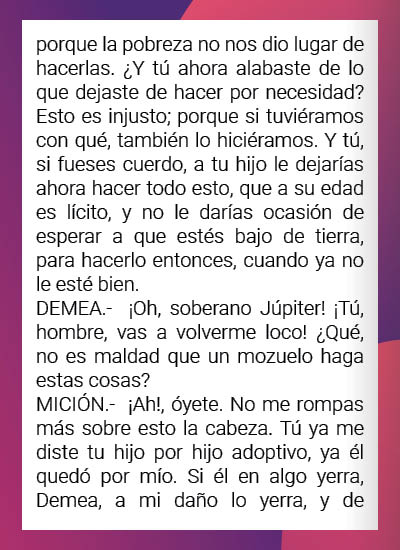 porque la pobreza no nos dio lugar de
hacerlas. ¿Y tú ahora alabaste de lo
que dejaste de hacer por necesidad?
Esto es injusto; porque si tuviéramos
con qué, también lo hiciéramos. Y tú,
si fueses cuerdo, a tu hijo le dejarías
ahora hacer todo esto, que a su edad
es lícito, y no le darías ocasión de
esperar a que estés bajo de tierra,
para hacerlo entonces, cuando ya no
le esté bien.
DEMEA.- ¡Oh, soberano Júpiter! ¡Tú,
hombre, vas a volverme loco! ¿Qué,
no es maldad que un mozuelo haga
estas cosas?
MICIÓN.- ¡Ah!, óyete. No me rompas
más sobre esto la cabeza. Tú ya me
diste tu hijo por hijo adoptivo, ya él
quedó por mío. Si él en algo yerra,
Demea, a mi daño lo yerra, y de